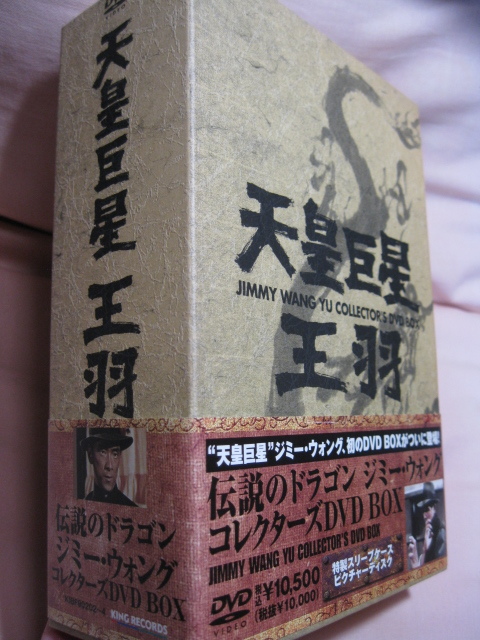 天皇巨星 王羽
伝説のドラゴン
ジミー・ウォング
コレクターズDVD BOX
KING RECORDS
天皇巨星
JIMMY WANG YU COLLECTOR'S DVD BOX
王羽
"天皇巨星"ジミー・ウォング、初のDVD BOXがついに登場!
伝説のドラゴン ジミー・ウォング
コレクターズDVD BOX
JIMMY WANG YU COLLECTOR'S DVD BOX
特製スリーブケース
ピクチャーディスク
DVD VIDEO
税込¥10,500
(税抜¥10,000)